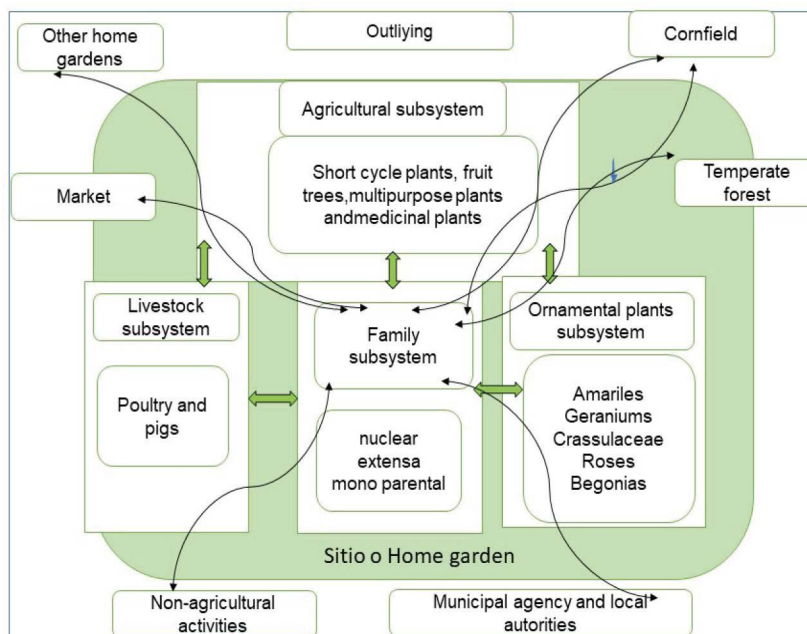 Other home
gardens
Outliying
Cornfield
Agricultural subsystem
Short cycle plants, fruit
trees,multipurpose plants
andmedicinal plants
Market
Temperate
forest
Livestock
subsystem
Family
subsystem
Ornamental plants
subsystem
Poultry and
pigs
nuclear
extensa
mono parental
Amariles
Geraniums
Crassulaceae
Roses
Begonias
Sitio o Home garden
Non-agricultural
activities
Municipal agency and local
autorities